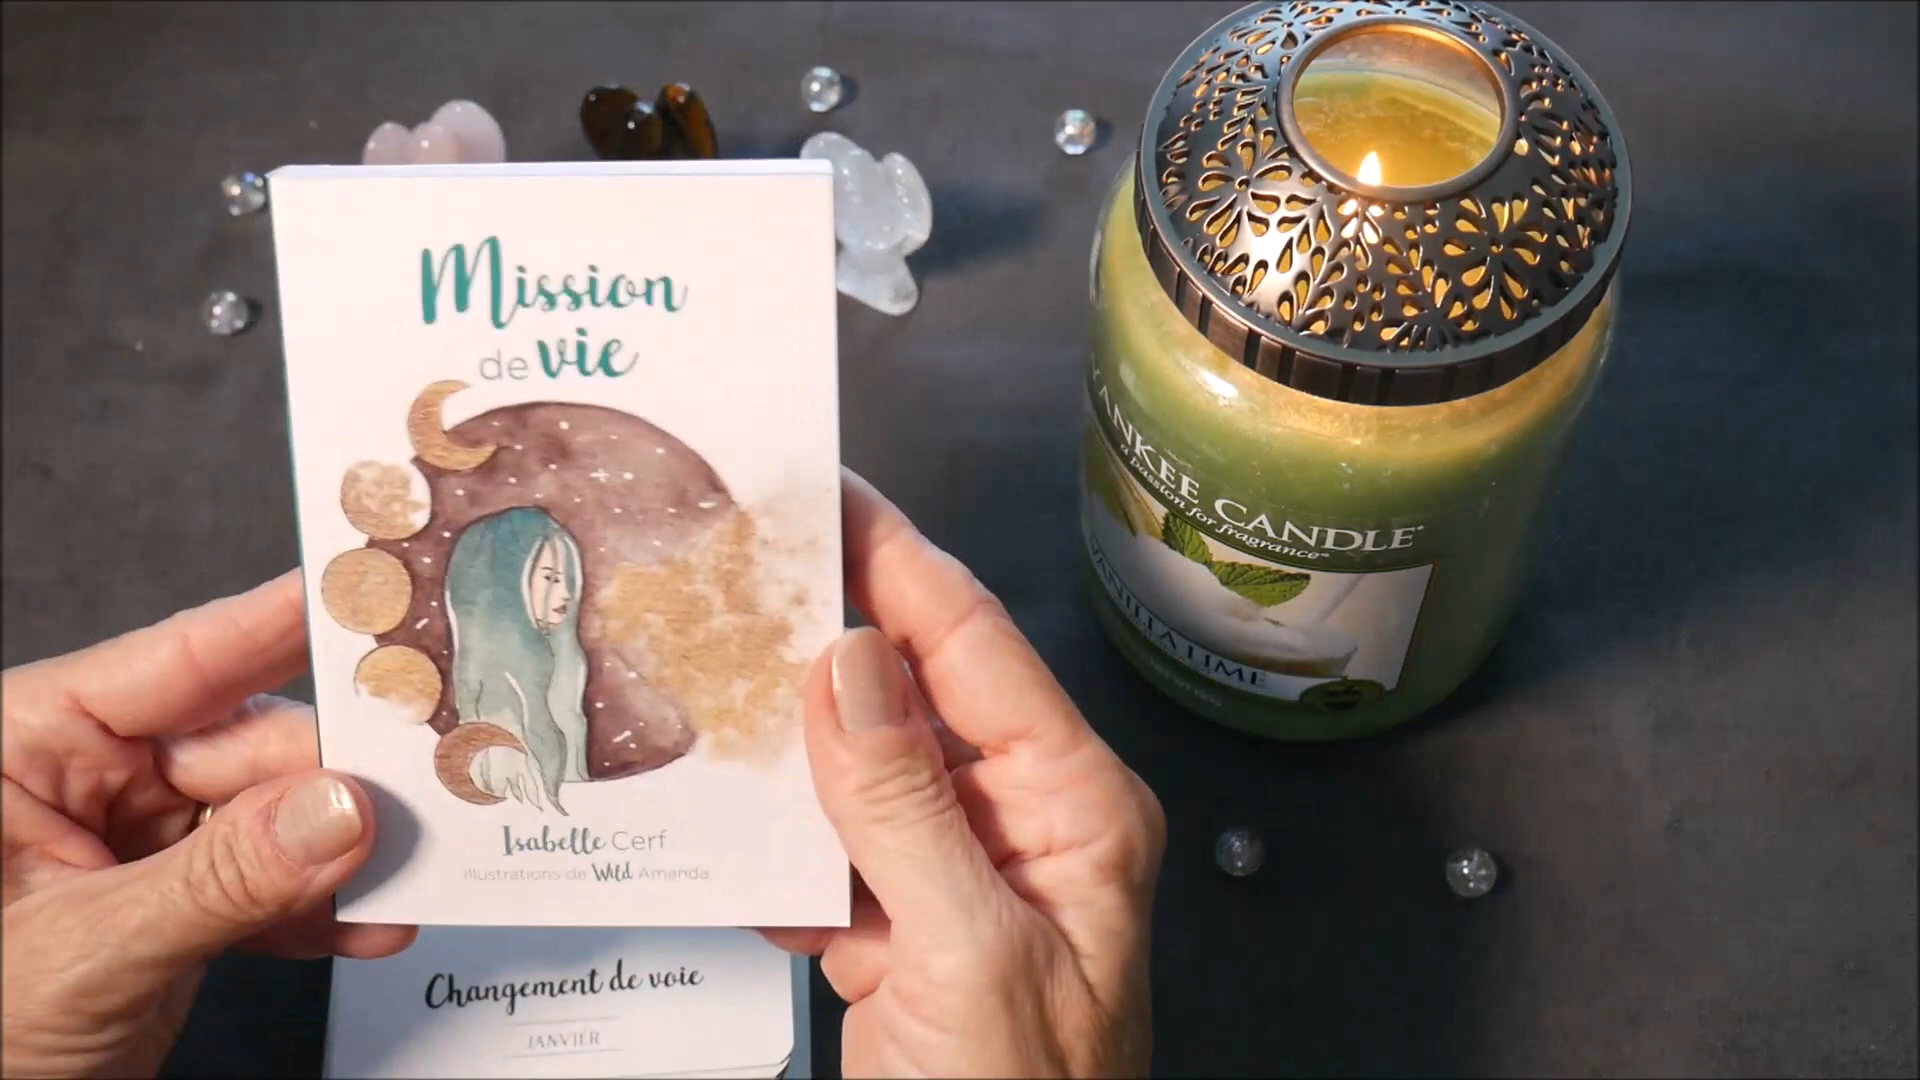 Mission
de vie
Isabelle Cerf
Illustrations de Wild Amanda
Changement de voie
JANVIER
YANKEE CANDLE
a passion for fragrance™
VANILLA LIME